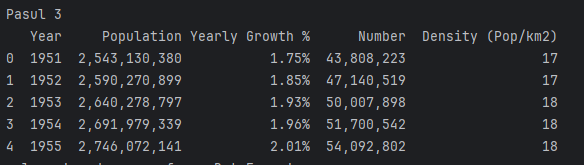 Pasul 3
Year Population Yearly Growth % Number Density (Pop/km2)
0 1951 2,543,130,380 1.75% 43,808,223 17
1 1952 2,590,270,899 1.85% 47,140,519 17
2 1953 2,640,278,797 1.93% 50,007,898 18
3 1954 2,691,979,339 1.96% 51,700,542 18
4 1955 2,746,072,141 2.01% 54,092,802 18